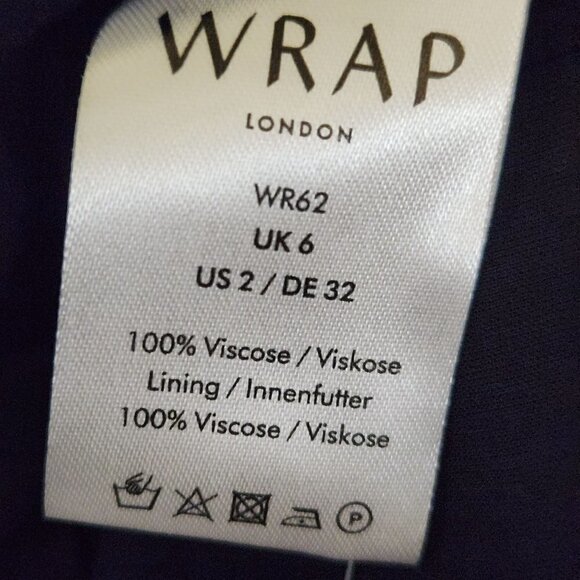 WRAP
LONDON
WR62
UK 6
US 2 / DE 32
100% Viscose / Viskose
Lining / Innenfutter
100% Viscose / Viskose
P